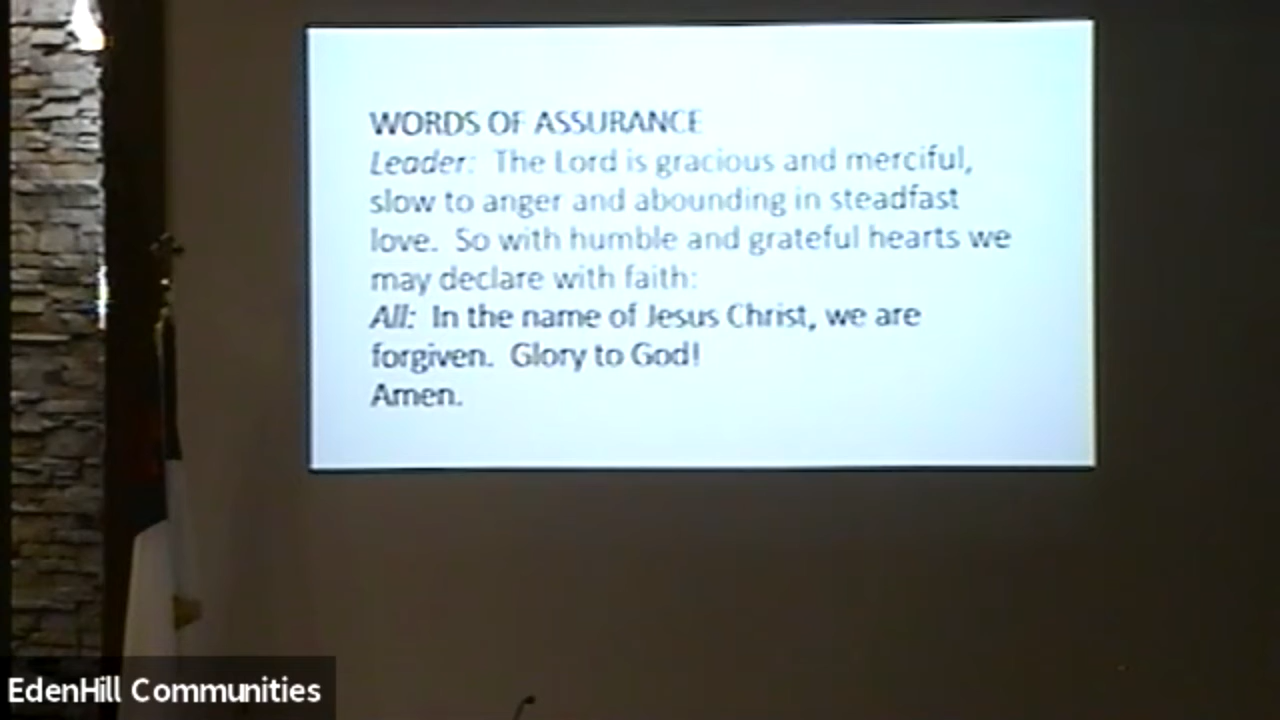 WORDS OF ASSURANCE
Leader: The Lord is gracious and merciful,
slow to anger and abounding in steadfast
love. So with humble and grateful hearts we
may declare with faith:
All: In the name of Jesus Christ, we are
forgiven. Glory to God!
Amen.
EdenHill Communities